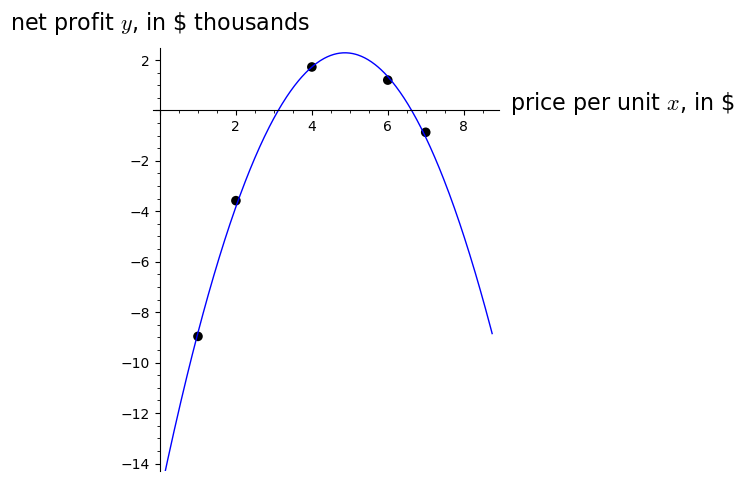 net profit y, in $ thousands
2
price per unit x, in $
2 4 6 8
−2
−4
−6
−8
−10
−12
−14